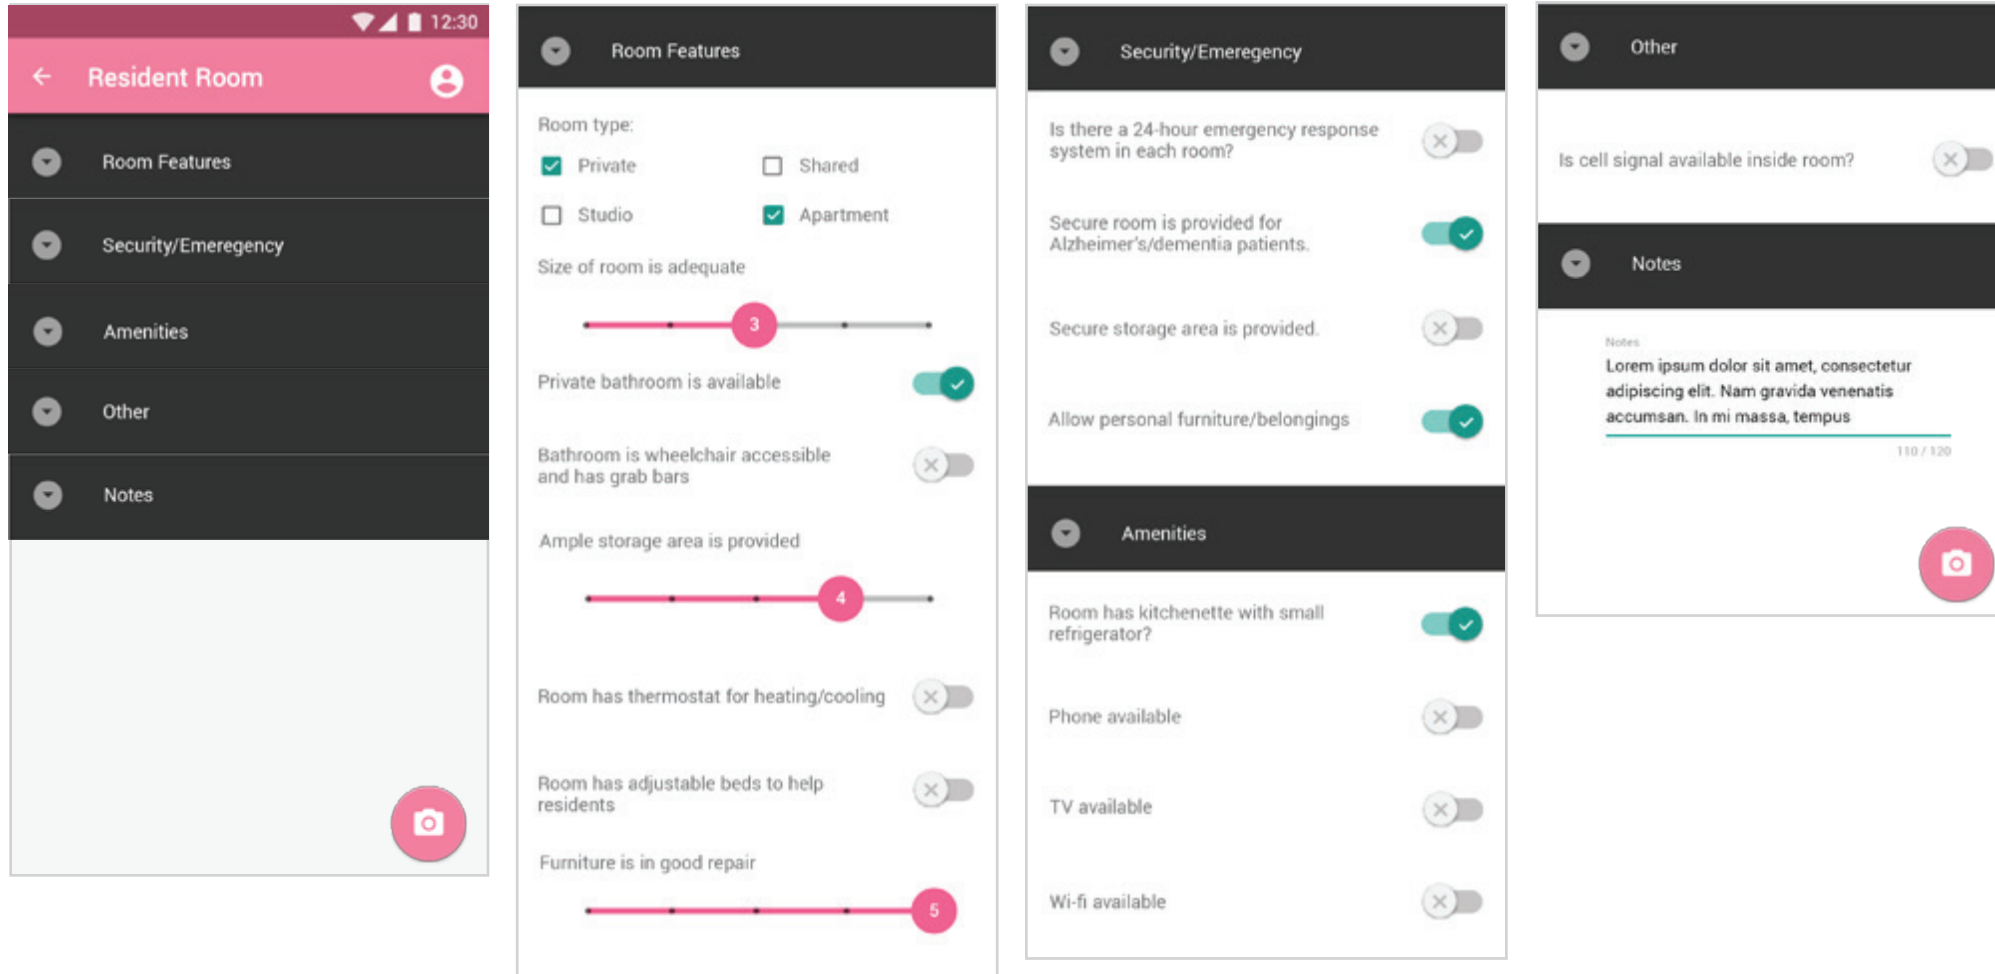 12:30
Resident Room
Room Features
Security/Emeregency
Amenities
Other
Notes
Room Features
Room type:
Private
Shared
Studio
Apartment
Size of room is adequate
3
Private bathroom is available
Bathroom is wheelchair accessible
and has grab bars
Ample storage area is provided
4
Room has thermostat for heating/cooling
Room has adjustable beds to help
residents
Furniture is in good repair
5
Security/Emeregency
Is there a 24-hour emergency response
system in each room?
Secure room is provided for
Alzheimer's/dementia patients.
Secure storage area is provided.
Allow personal furniture/belongings
Amenities
Room has kitchenette with small
refrigerator?
Phone available
TV available
Wi-fi available
Other
Is cell signal available inside room?
Notes
Notes
Lorem ipsum dolor sit amet, consectetur
adipiscing elit. Nam gravida venenatis
accumsan. In mi massa, tempus
110 / 120